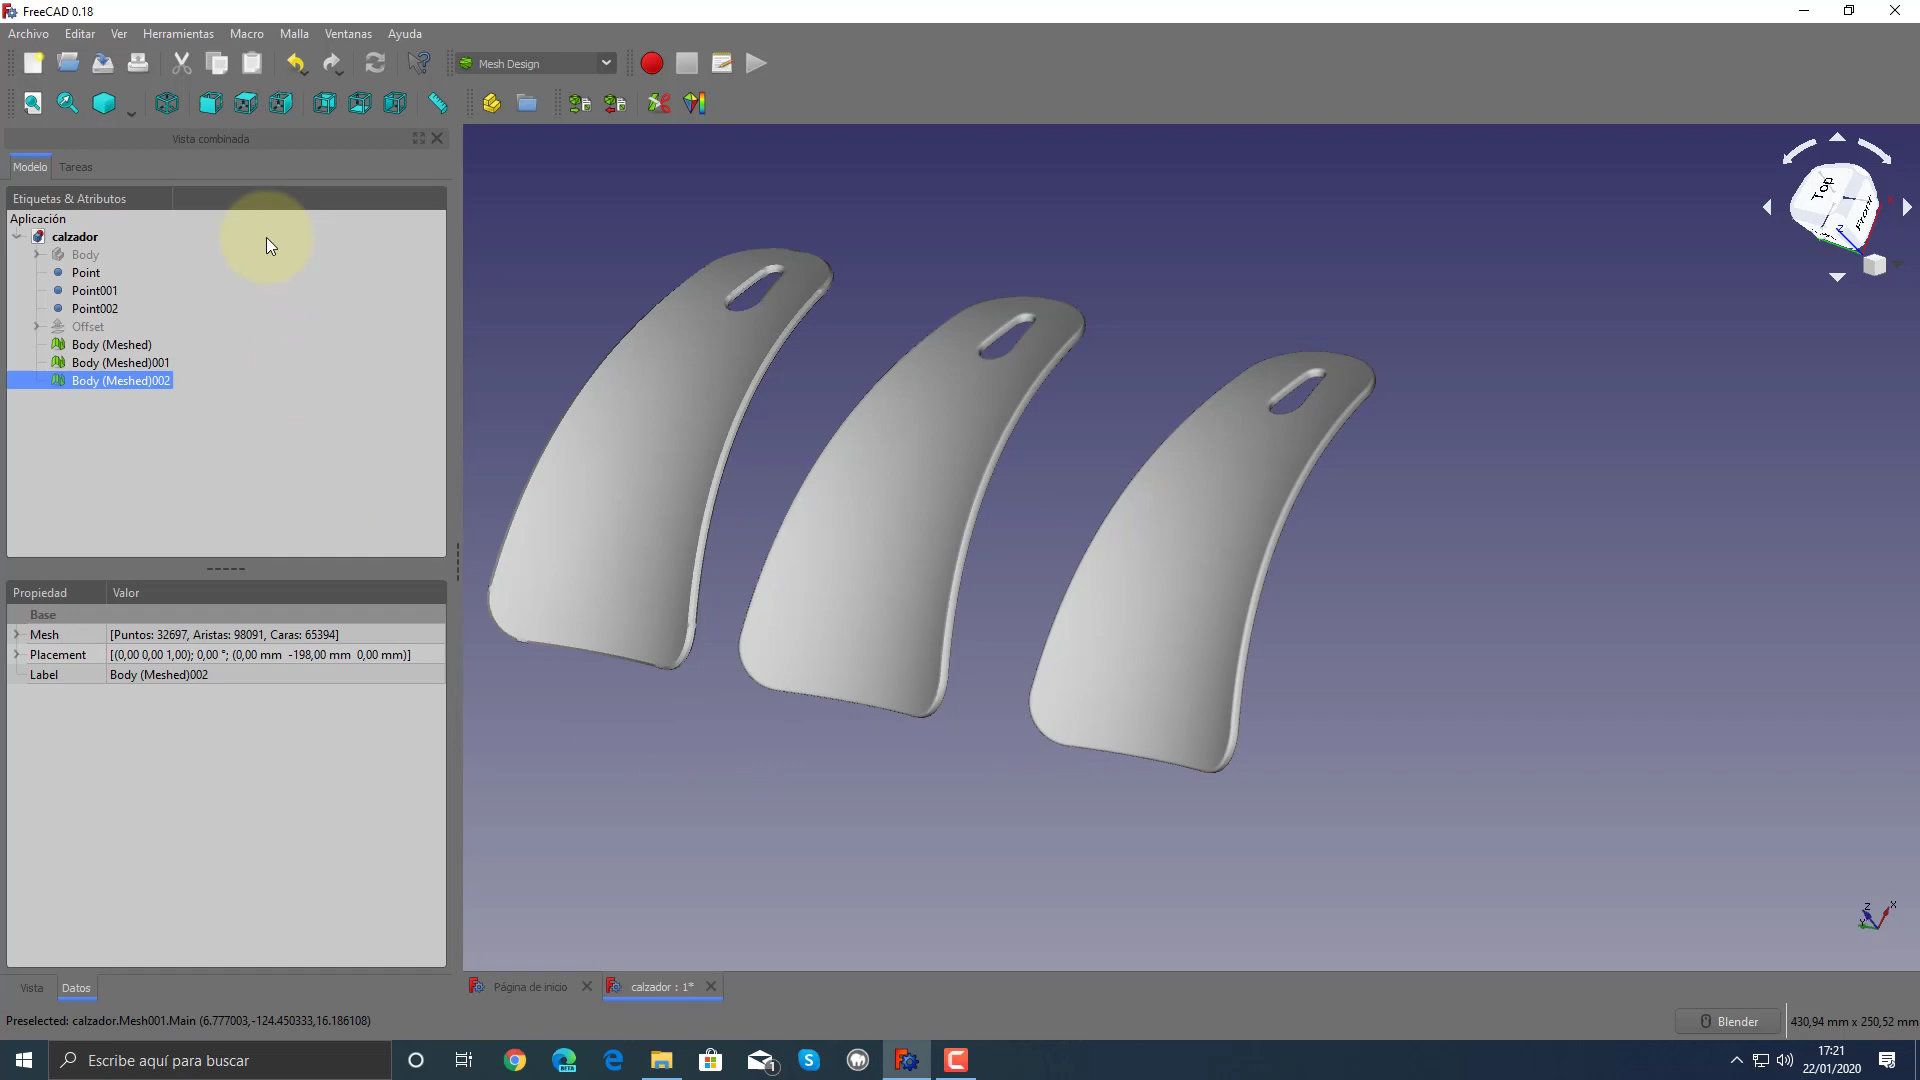 FreeCAD 0.18
Archivo Editar Ver Herramientas Macro Malla Ventanas Ayuda
Mesh Design
Vista combinada
Modelo Tareas
Etiquetas & Atributos
Aplicación
calzador
Body
Point
Point001
Point002
Offset
Body (Meshed)
Body (Meshed)001
Body (Meshed)002
Propiedad Valor
Base
Mesh [Puntos: 32697, Aristas: 98091, Caras: 65394]
Placement [(0,00 0,00 1,00); 0,00 °; (0,00 mm -198,00 mm 0,00 mm)]
Label Body (Meshed)002
Top
Front
Z
X
Z
Y
Vista Datos
Página de inicio
calzador : 1*
Preselected: calzador.Mesh001.Main (6.777003,-124.450333,16.186108)
Blender
430,94 mm x 250,52 mm
Escribe aquí para buscar
1
17:21
22/01/2020